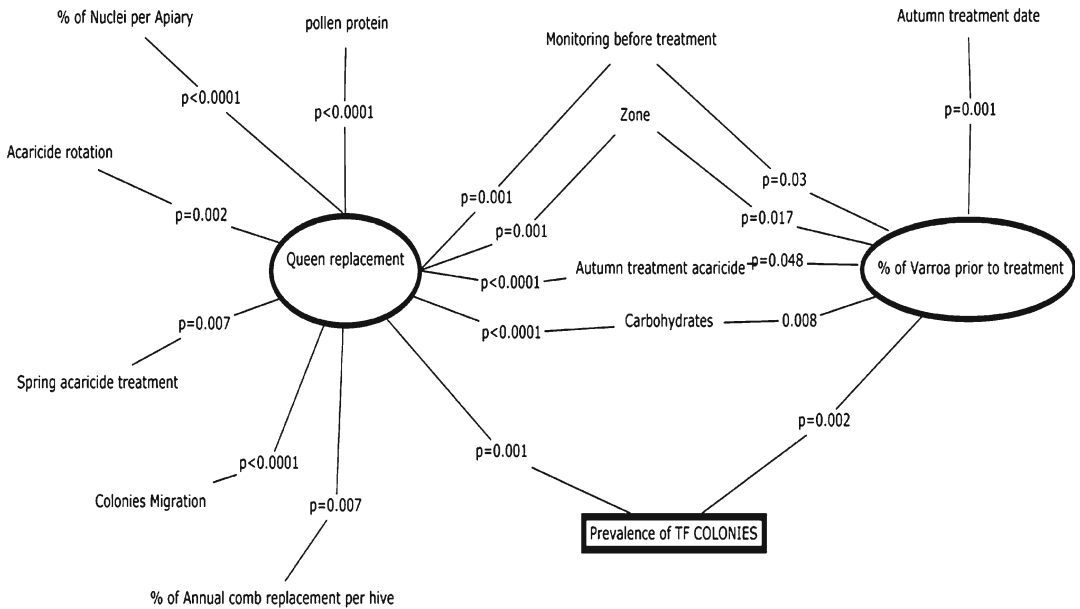 % of Nuclei per Apiary
pollen protein
Monitoring before treatment
Autumn treatment date
p<0.0001
p<0.0001
p=0.001
Zone
Acaricide rotation
p=0.03
p=0.001
p=0.002
p=0.017
p=0.001
Queen replacement
p<0.0001
Autumn treatment acaricide
p=0.048
% of Varroa prior to treatment
p<0.0001
Carbohydrates
0.008
p=0.007
Spring acaricide treatment
p=0.001
p=0.002
p<0.0001
Colonies Migration
p=0.007
Prevalence of TF COLONIES
% of Annual comb replacement per hive